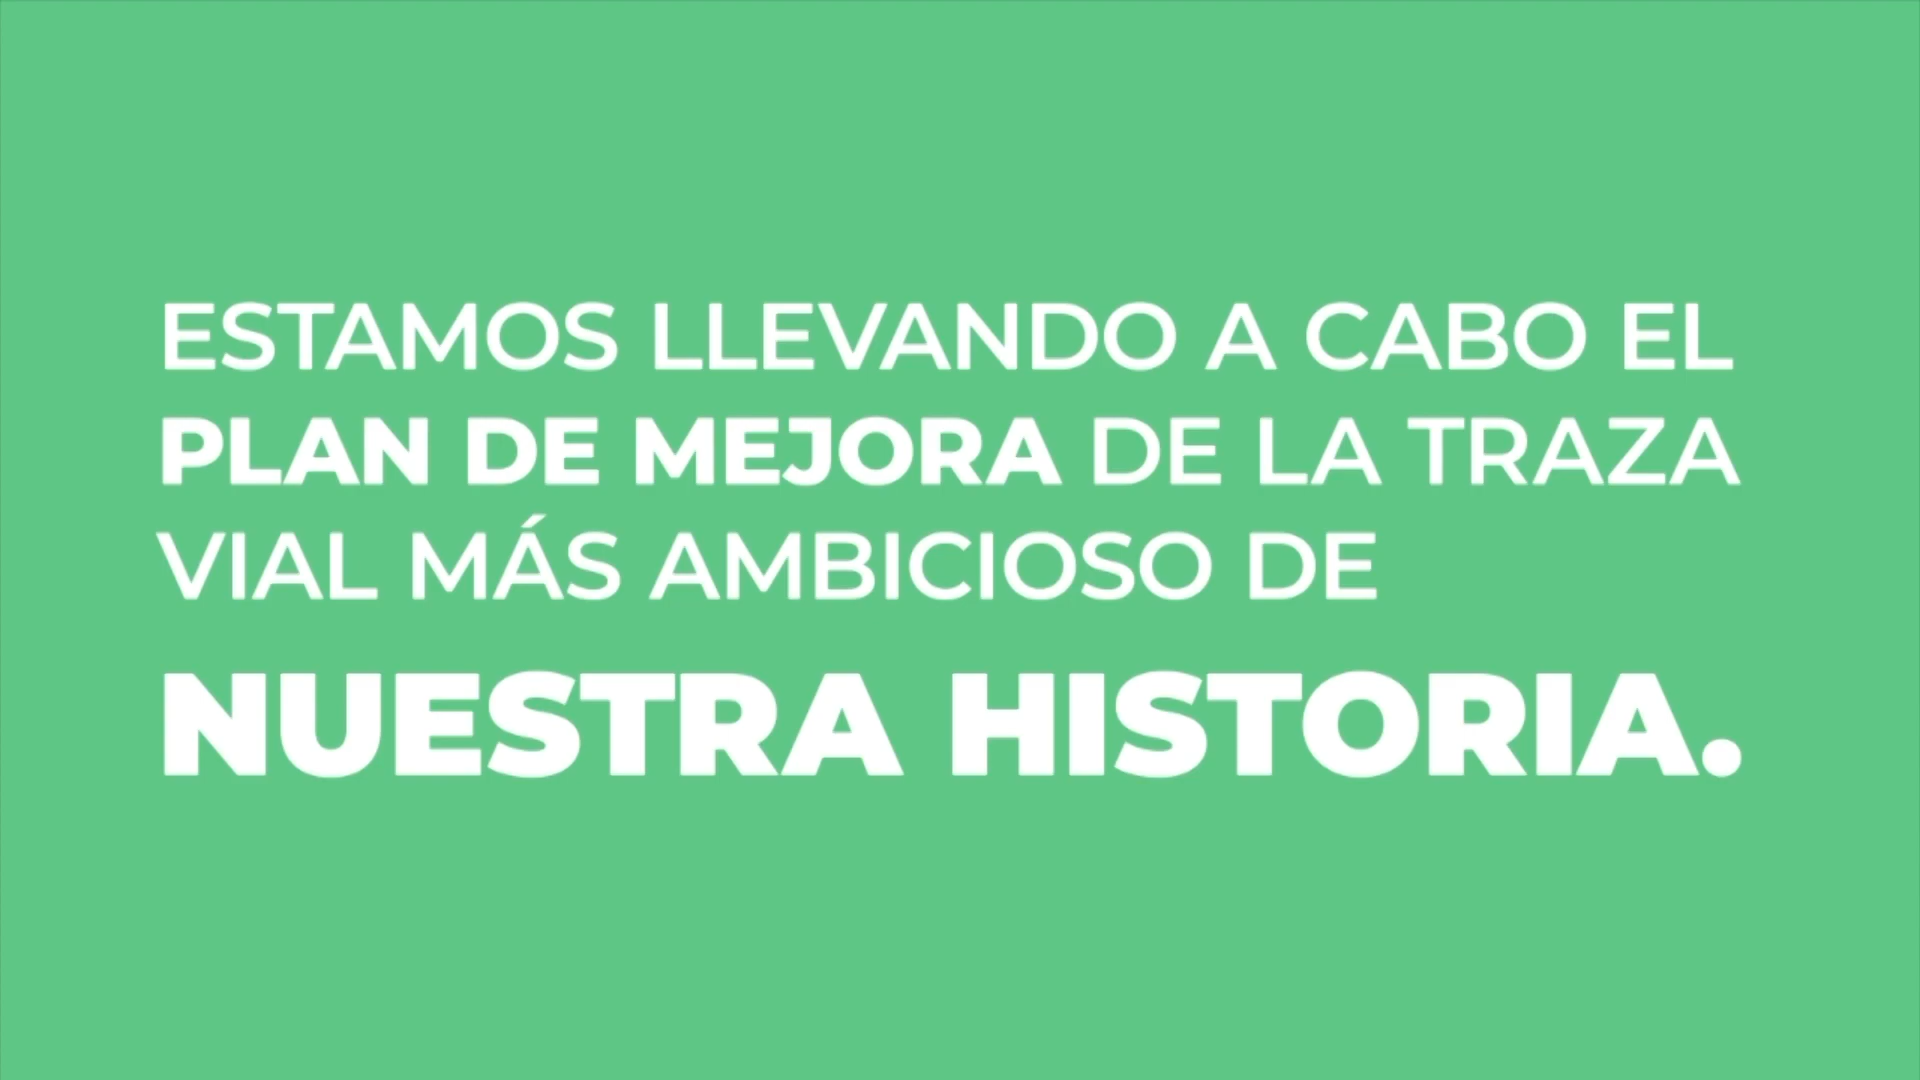 ESTAMOS LLEVANDO A CABO EL
PLAN DE MEJORA DE LA TRAZA
VIAL MÁS AMBICIOSO DE
NUESTRA HISTORIA.